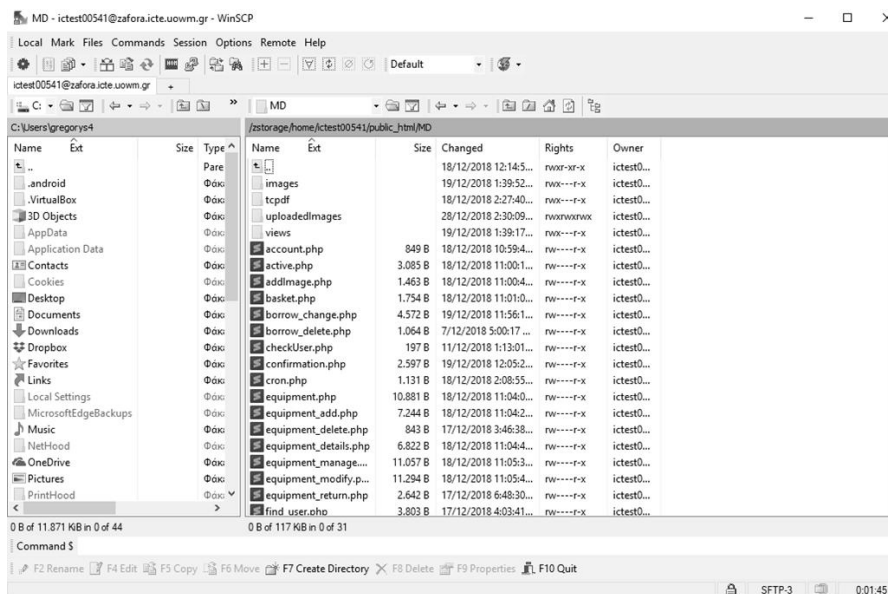 MD - ictest00541@zafora.icte.uowm.gr - WinSCP
Local Mark Files Commands Session Options Remote Help
Default
ictest00541@zafora.icte.uowm.gr +
C: » MD
C:\Users\gregorys4 /zstorage/home/ictest00541/public_html/MD
Name Ext Size Type Name Ext Size Changed Rights Owner
.. Pare .. 18/12/2018 12:14:5... rwxr-xr-x ictest0...
.android Φάκ images 19/12/2018 1:39:52... rwx---r-x ictest0...
.VirtualBox Φάκ tcpdf 18/12/2018 2:27:40... rwx---r-x ictest0...
3D Objects Φάκ uploadedImages 28/12/2018 2:30:09... rwxrwxrwx ictest0...
AppData Φάκ views 19/12/2018 1:39:17... rwx---r-x ictest0...
Application Data Φάκ account.php 849 B 18/12/2018 10:59:4... rw----r-x ictest0...
Contacts Φάκ active.php 3.085 B 18/12/2018 11:00:1... rw----r-x ictest0...
Cookies Φάκ addImage.php 1.463 B 18/12/2018 11:00:4... rw----r-x ictest0...
Desktop Φάκ basket.php 1.754 B 18/12/2018 11:01:0... rw----r-x ictest0...
Documents Φάκ borrow_change.php 4.572 B 19/12/2018 11:56:1... rw----r-x ictest0...
Downloads Φάκ borrow_delete.php 1.064 B 7/12/2018 5:00:17 ... rw----r-x ictest0...
Dropbox Φάκ checkUser.php 197 B 11/12/2018 1:13:01... rw----r-x ictest0...
Favorites Φάκ confirmation.php 2.597 B 19/12/2018 12:05:2... rw----r-x ictest0...
Links Φάκ cron.php 1.131 B 18/12/2018 2:08:55... rw----r-x ictest0...
Local Settings Φάκ equipment.php 10.881 B 18/12/2018 11:04:0... rw----r-x ictest0...
MicrosoftEdgeBackups Φάκ equipment_add.php 7.244 B 18/12/2018 11:04:2... rw----r-x ictest0...
Music Φάκ equipment_delete.php 843 B 17/12/2018 3:46:38... rw----r-x ictest0...
NetHood Φάκ equipment_details.php 6.822 B 18/12/2018 11:04:4... rw----r-x ictest0...
OneDrive Φάκ equipment_manage.... 11.057 B 18/12/2018 11:05:3... rw----r-x ictest0...
Pictures Φάκ equipment_modify.p... 11.294 B 18/12/2018 11:05:4... rw----r-x ictest0...
PrintHood Φάκ equipment_return.php 2.642 B 17/12/2018 6:48:30... rw----r-x ictest0...
find_user.php 3.803 B 17/12/2018 4:03:41... rw----r-x ictest0...
0 B of 11.871 KiB in 0 of 44 0 B of 117 KiB in 0 of 31
Command $
F2 Rename F4 Edit F5 Copy F6 Move F7 Create Directory F8 Delete F9 Properties F10 Quit
SFTP-3 0:01:45